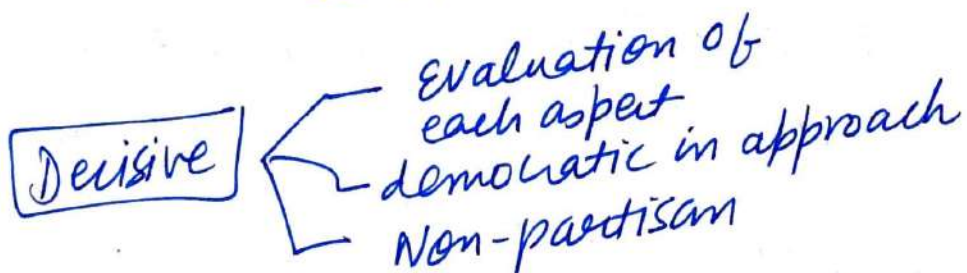 Decisive
Evaluation of
each aspect
democratic in approach
Non-partisan